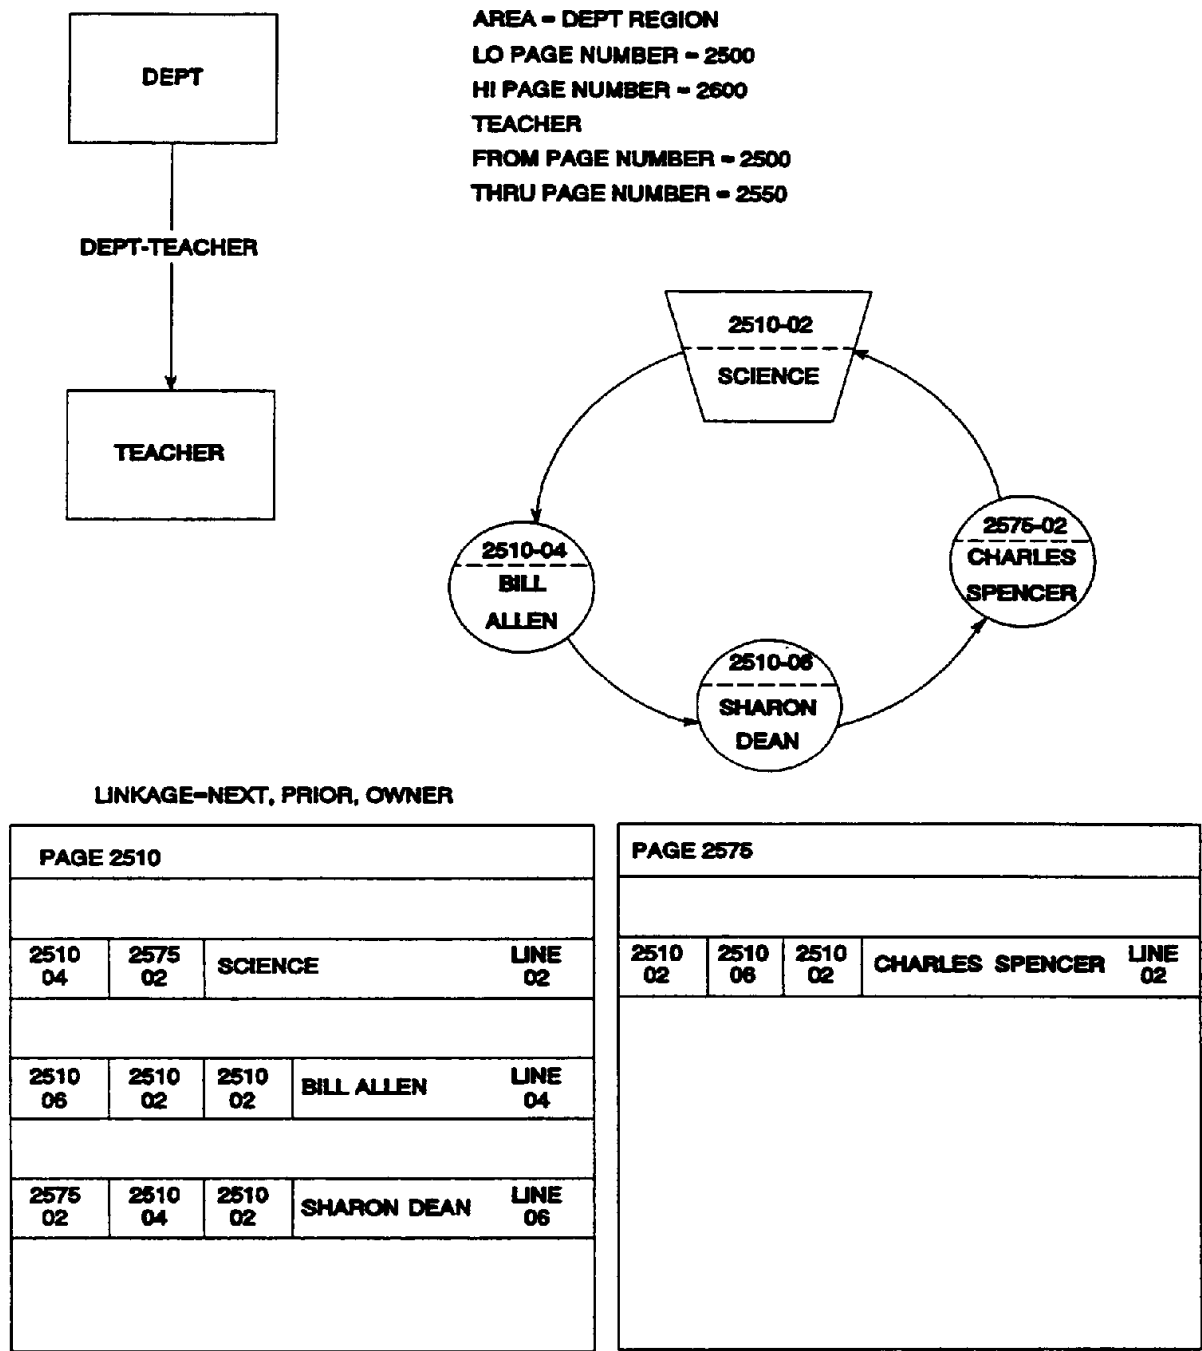 DEPT
DEPT-TEACHER
TEACHER
AREA = DEPT REGION
LO PAGE NUMBER = 2500
HI PAGE NUMBER = 2600
TEACHER
FROM PAGE NUMBER = 2500
THRU PAGE NUMBER = 2550
2510-02
SCIENCE
2510-04
BILL
ALLEN
2510-06
SHARON
DEAN
2575-02
CHARLES
SPENCER
LINKAGE=NEXT, PRIOR, OWNER
PAGE 2510
2510 2575 SCIENCE LINE
04 02 02
2510 2510 2510 BILL ALLEN LINE
06 02 02 04
2575 2510 2510 SHARON DEAN LINE
02 04 02 06
PAGE 2575
2510 2510 2510 CHARLES SPENCER LINE
02 06 02 02